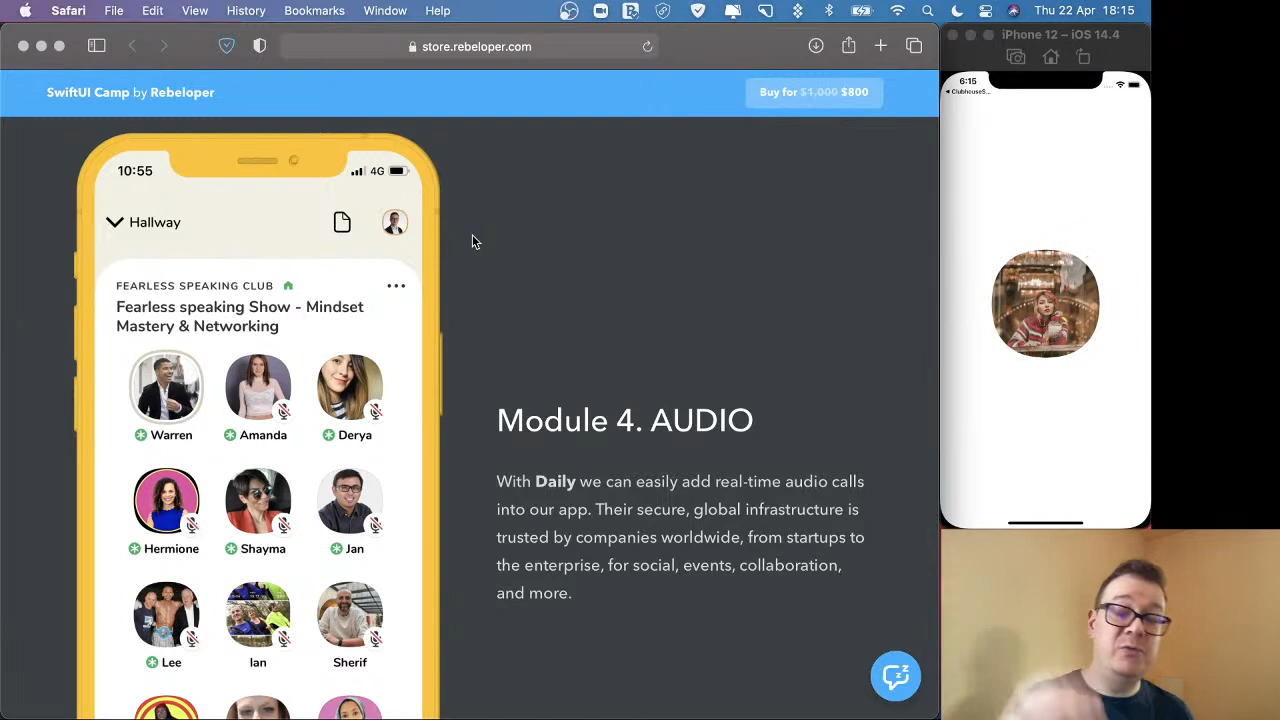 Safari File Edit View History Bookmarks Window Help Thu 22 Apr 18:15
store.rebeloper.com
iPhone 12 – iOS 14.4
SwiftUI Camp by Rebeloper
Buy for $1,000 $800
6:15
ClubhouseS...
10:55
4G
Hallway
FEARLESS SPEAKING CLUB
Fearless speaking Show - Mindset
Mastery & Networking
Warren Amanda Derya
Hermione Shayma Jan
Lee Ian Sherif
Module 4. AUDIO
With Daily we can easily add real-time audio calls
into our app. Their secure, global infrastructure is
trusted by companies worldwide, from startups to
the enterprise, for social, events, collaboration,
and more.